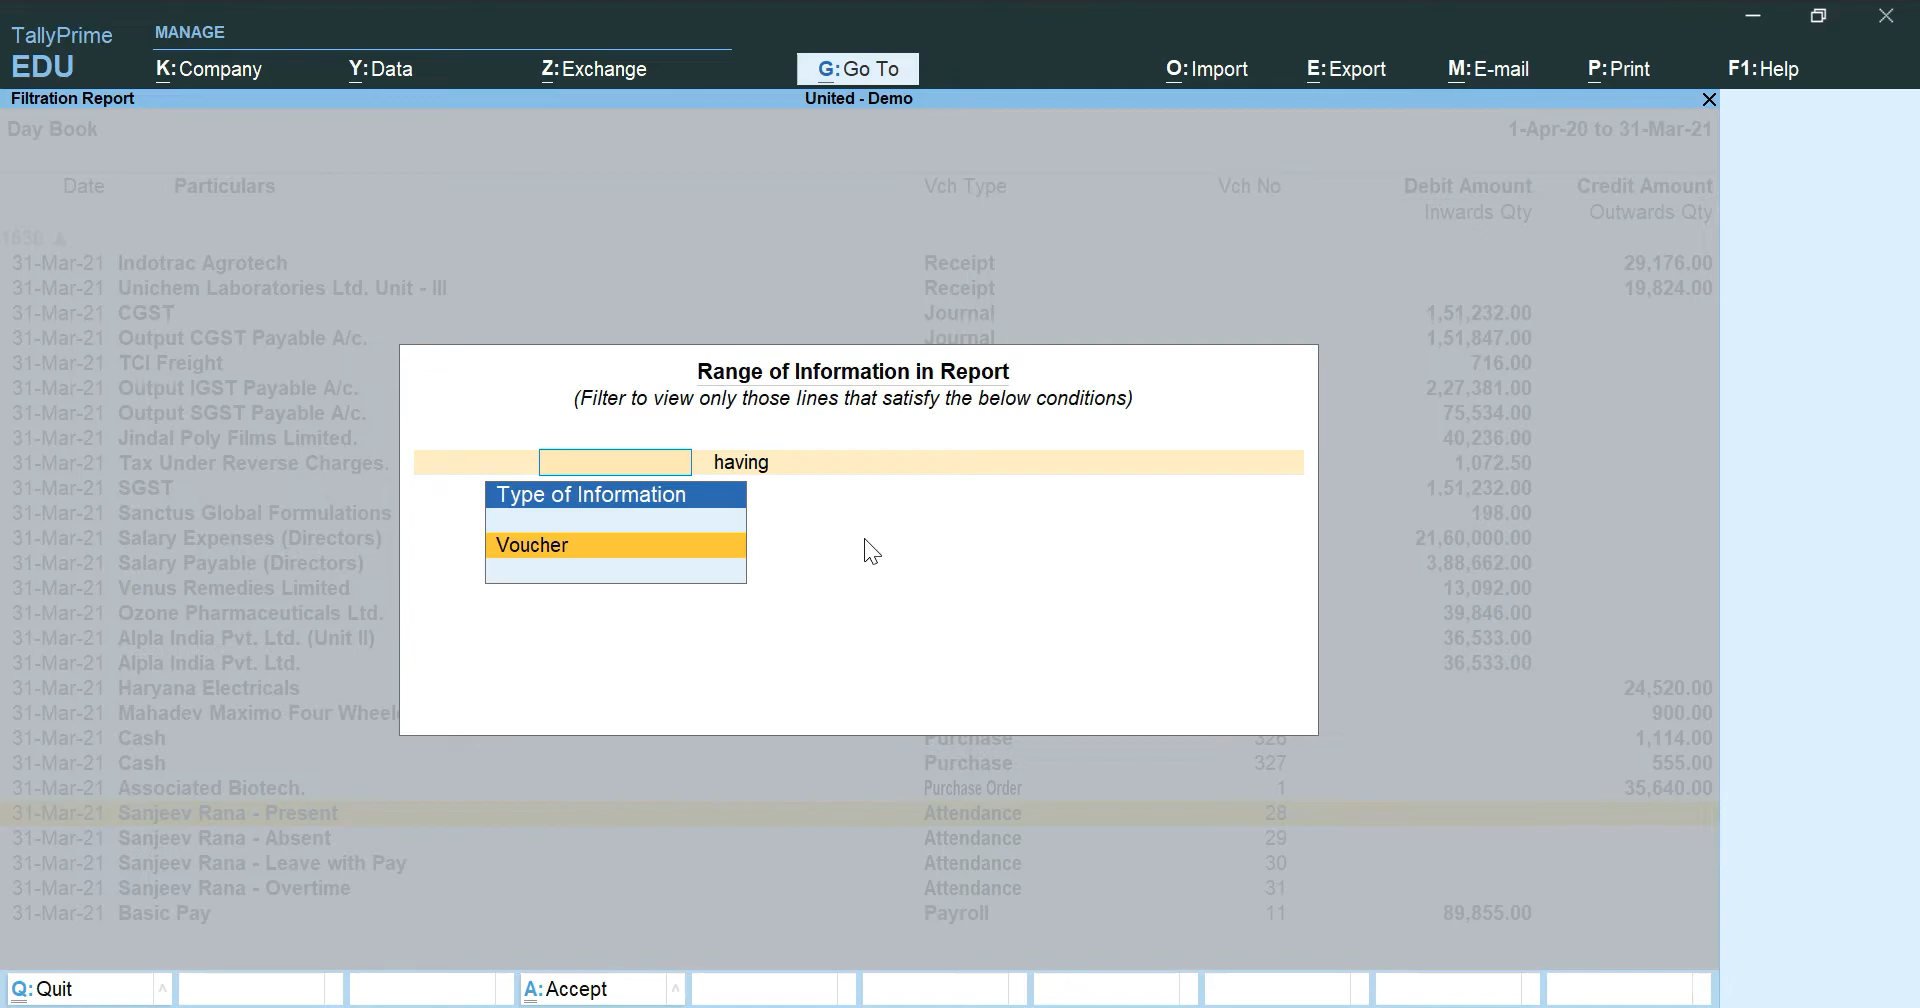 TallyPrime
EDU
MANAGE
K:Company Y:Data Z:Exchange G:Go To O:Import E:Export M:E-mail P:Print F1:Help
Filtration Report United - Demo
Day Book 1-Apr-20 to 31-Mar-21
Date Particulars Vch Type Vch No Debit Amount Credit Amount
Inwards Qty Outwards Qty
1630 ▲
31-Mar-21 Indotrac Agrotech Receipt 29,176.00
31-Mar-21 Unichem Laboratories Ltd. Unit - III Receipt 19,824.00
31-Mar-21 CGST Journal 1,51,232.00
31-Mar-21 Output CGST Payable A/c. Journal 1,51,847.00
31-Mar-21 TCI Freight 716.00
31-Mar-21 Output IGST Payable A/c. 2,27,381.00
31-Mar-21 Output SGST Payable A/c. 75,534.00
31-Mar-21 Jindal Poly Films Limited. 40,236.00
31-Mar-21 Tax Under Reverse Charges. 1,072.50
31-Mar-21 SGST 1,51,232.00
31-Mar-21 Sanctus Global Formulations 198.00
31-Mar-21 Salary Expenses (Directors) 21,60,000.00
31-Mar-21 Salary Payable (Directors) 3,88,662.00
31-Mar-21 Venus Remedies Limited 13,092.00
31-Mar-21 Ozone Pharmaceuticals Ltd. 39,846.00
31-Mar-21 Alpla India Pvt. Ltd. (Unit II) 36,533.00
31-Mar-21 Alpla India Pvt. Ltd. 36,533.00
31-Mar-21 Haryana Electricals 24,520.00
31-Mar-21 Mahadev Maximo Four Wheel 900.00
31-Mar-21 Cash Purchase 326 1,114.00
31-Mar-21 Cash Purchase 327 555.00
31-Mar-21 Associated Biotech. Purchase Order 1 35,640.00
31-Mar-21 Sanjeev Rana - Present Attendance 28
31-Mar-21 Sanjeev Rana - Absent Attendance 29
31-Mar-21 Sanjeev Rana - Leave with Pay Attendance 30
31-Mar-21 Sanjeev Rana - Overtime Attendance 31
31-Mar-21 Basic Pay Payroll 11 89,855.00
Range of Information in Report
(Filter to view only those lines that satisfy the below conditions)
having
Type of Information
Voucher
Q:Quit A:Accept